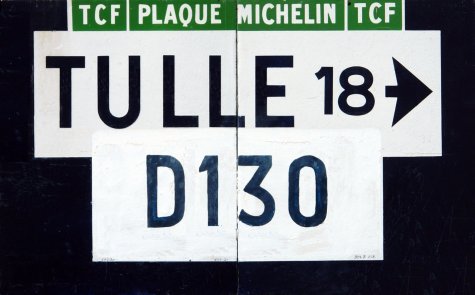 TCF PLAQUE MICHELIN TCF
TULLE 18
D130